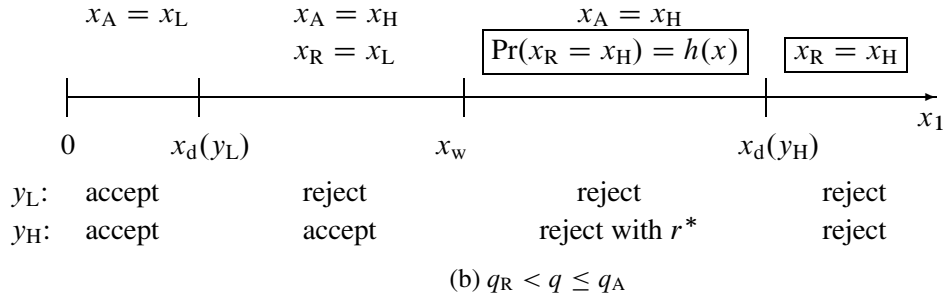 x_A = x_L x_A = x_H x_A = x_H
x_R = x_L Pr(x_R = x_H) = h(x) x_R = x_H
x_1
0 x_d(y_L) x_w x_d(y_H)
y_L: accept reject reject reject
y_H: accept accept reject with r* reject
(b) q_R < q ≤ q_A